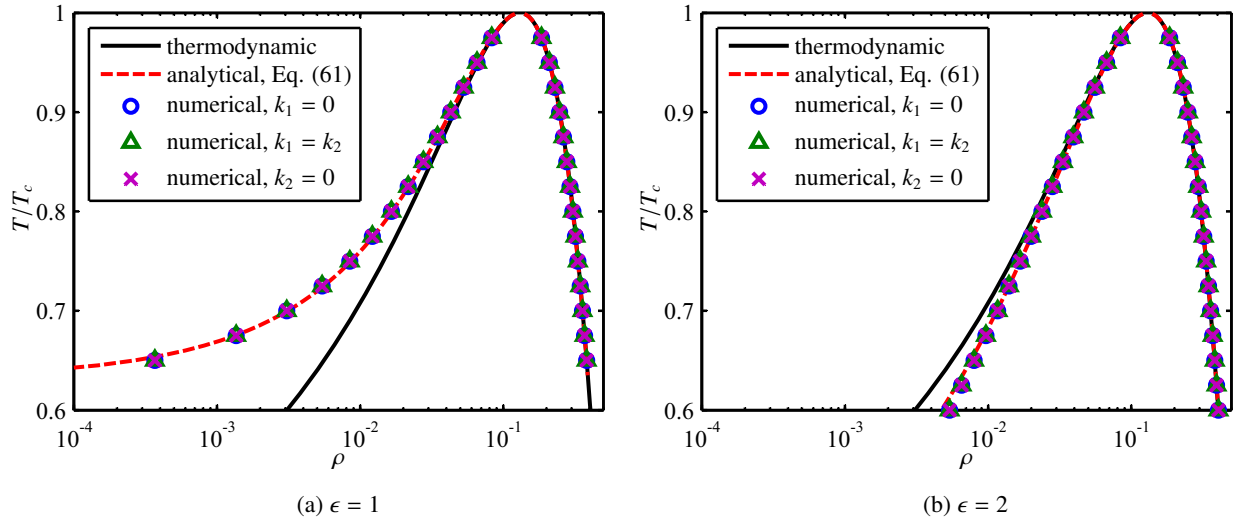 1
0.9
0.8
0.7
0.6
T/T_c
thermodynamic
analytical, Eq. (61)
numerical, k_1 = 0
numerical, k_1 = k_2
numerical, k_2 = 0
10^{-4} 10^{-3} 10^{-2} 10^{-1}
ρ
(a) ϵ = 1
1
0.9
0.8
0.7
0.6
T/T_c
thermodynamic
analytical, Eq. (61)
numerical, k_1 = 0
numerical, k_1 = k_2
numerical, k_2 = 0
10^{-4} 10^{-3} 10^{-2} 10^{-1}
ρ
(b) ϵ = 2